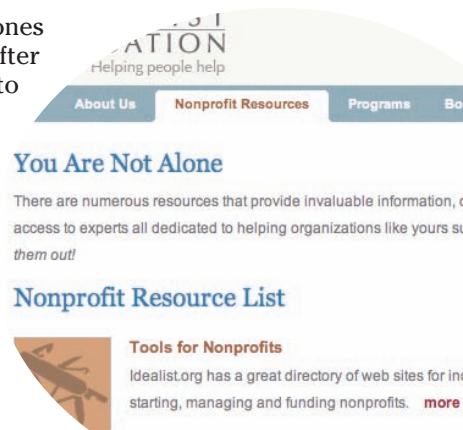 ones
fter
to
ATION
Helping people help
About Us Nonprofit Resources Programs
You Are Not Alone
There are numerous resources that provide invaluable information,
access to experts all dedicated to helping organizations like yours
them out!
Nonprofit Resource List
Tools for Nonprofits
Idealist.org has a great directory of web sites for
starting, managing and funding nonprofits. more